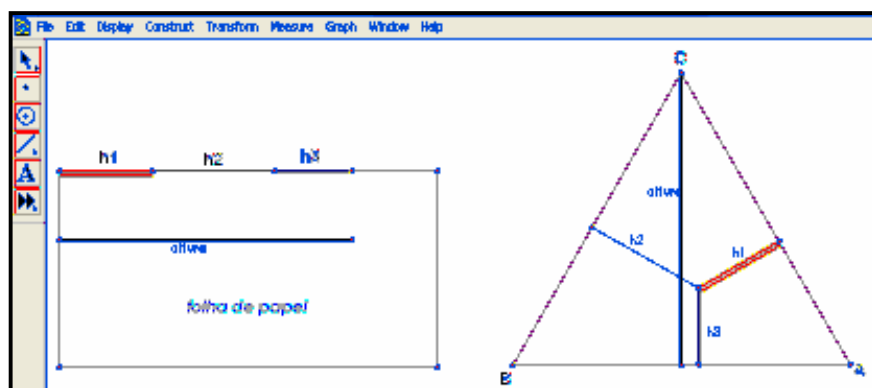 File Edit Display Construct Transform Measure Graph Window Help
A
h1 h2 h3
altura
folha de papel
C
altura
h2
h1
h3
B